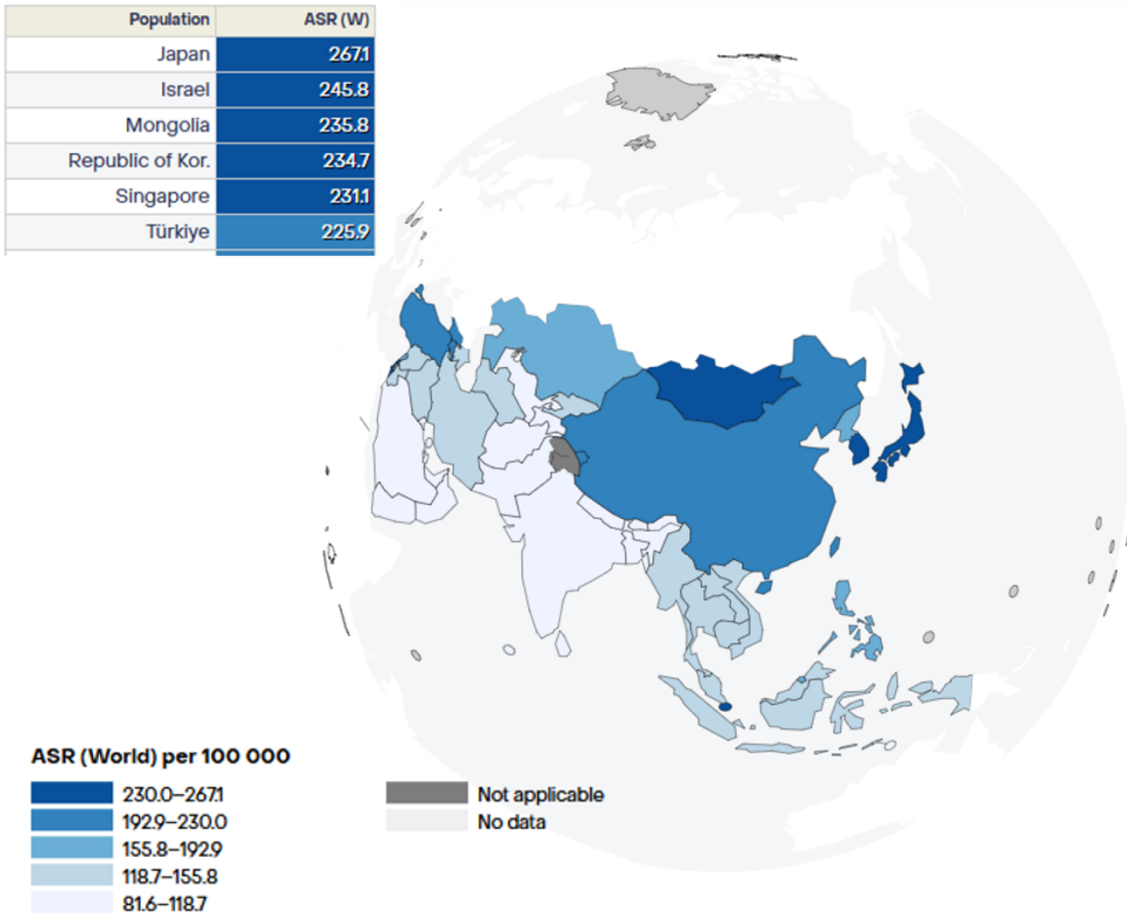 Population ASR (W)
Japan 267.1
Israel 245.8
Mongolia 235.8
Republic of Kor. 234.7
Singapore 231.1
Türkiye 225.9
ASR (World) per 100 000
230.0–267.1 Not applicable
192.9–230.0 No data
155.8–192.9
118.7–155.8
81.6–118.7